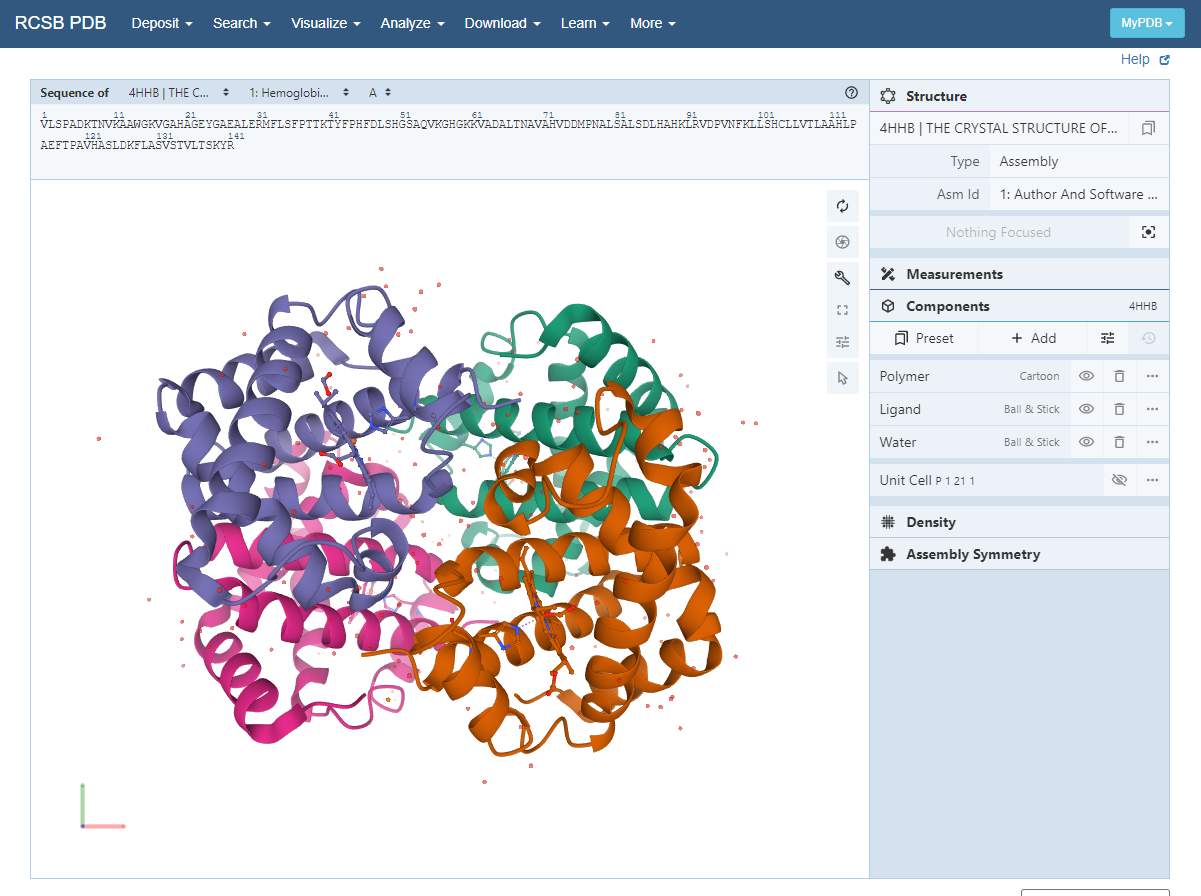 RCSB PDB Deposit Search Visualize Analyze Download Learn More MyPDB
Help
Sequence of 4HHB | THE C... 1: Hemoglobi... A
1 11 21 31 41 51 61 71 81 91 101 111
VLSPADKTNVKAAWGKVGAHAGEYGAEALERMFLSFPTTKTYFPHFDLSHGSAQVKGHGKKVADALTNAVAHVDDMPNALSALSDLHAHKLRVDPVNFKLLSHCLLVTLAAHLP
121 131 141
AEFTPAVHASLDKFLASVSTVLTSKYR
Structure
4HHB | THE CRYSTAL STRUCTURE OF...
Type Assembly
Asm Id 1: Author And Software ...
Nothing Focused
Measurements
Components 4HHB
Preset Add
Polymer Cartoon
Ligand Ball & Stick
Water Ball & Stick
Unit Cell P 1 21 1
Density
Assembly Symmetry